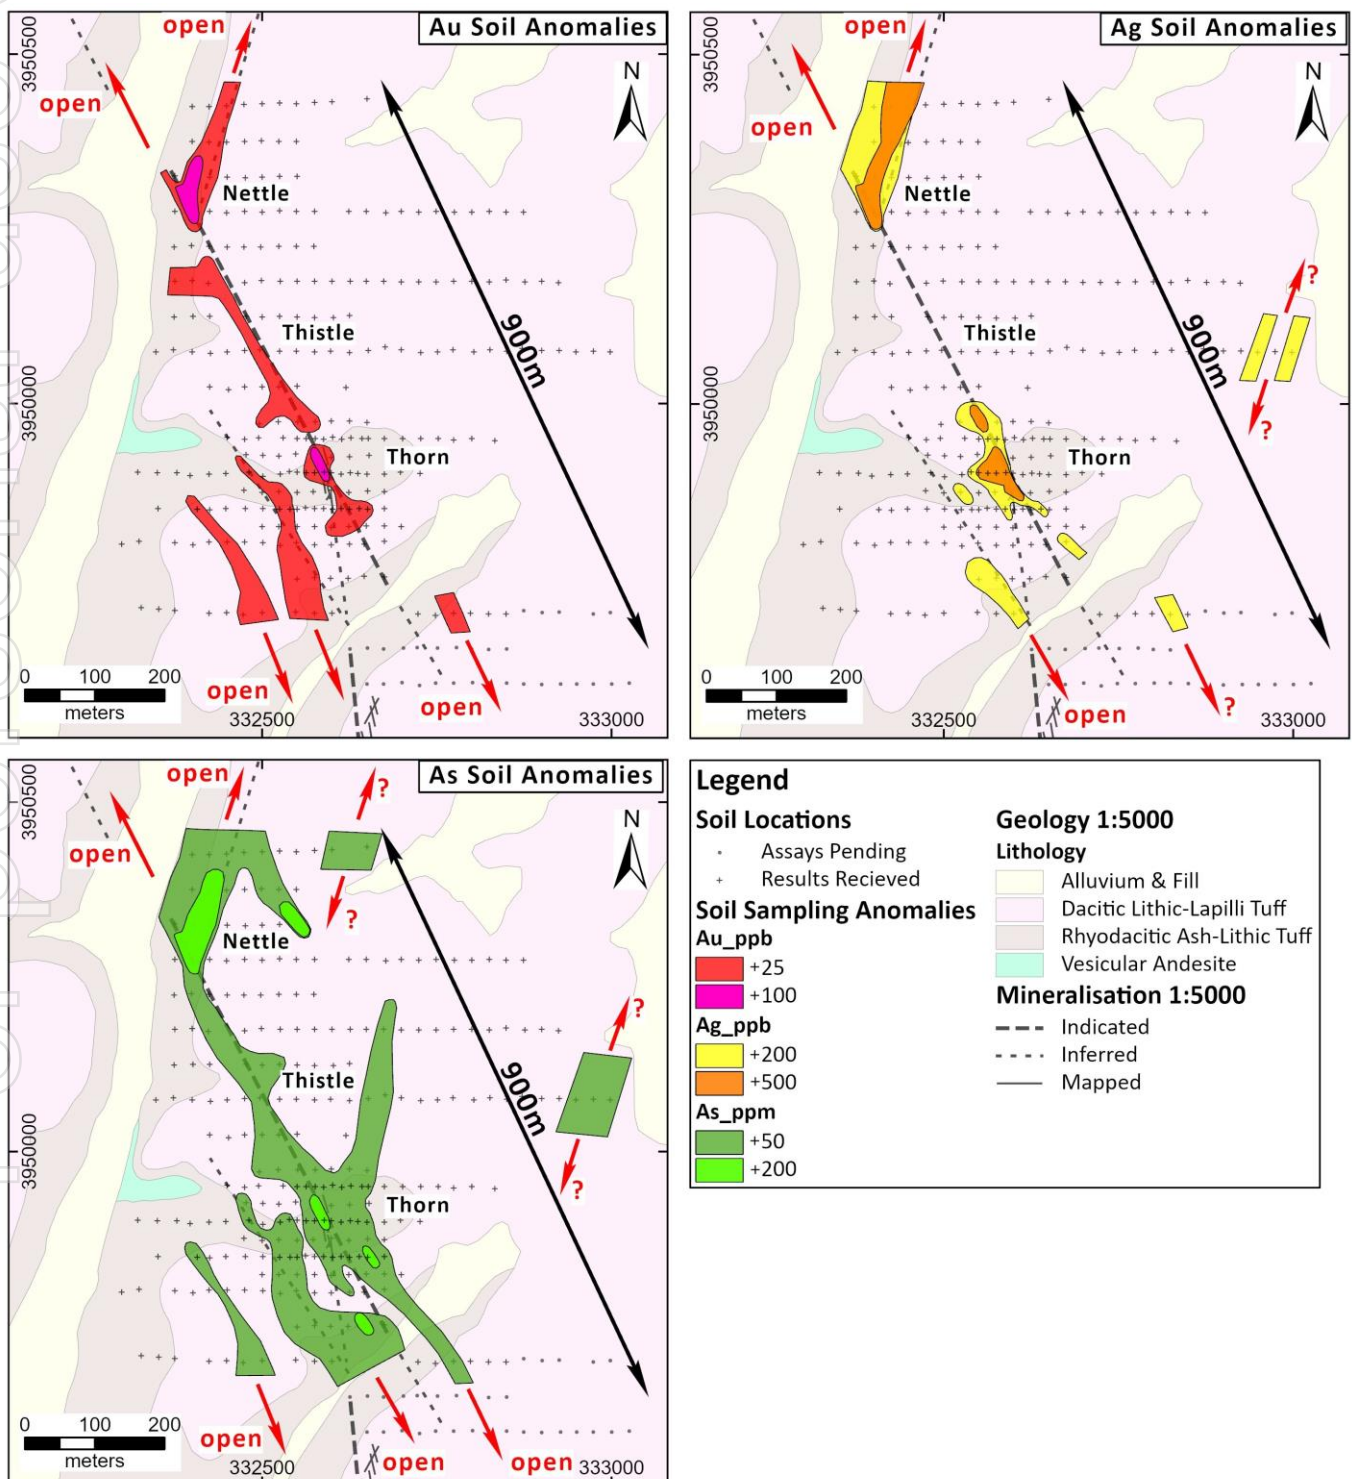 Au Soil Anomalies
open
open
N
3950500
Nettle
Thistle
900m
3950000
Thorn
open
open
0 100 200
meters
332500
333000
Ag Soil Anomalies
open
open
N
3950500
Nettle
?
Thistle
900m
?
3950000
Thorn
0 100 200
meters
332500
open
?
333000
As Soil Anomalies
open
?
open
N
3950500
?
Nettle
?
Thistle
900m
3950000
?
Thorn
0 100 200
meters
open
332500
open
open
333000
Legend
Soil Locations
Assays Pending
Results Recieved
Soil Sampling Anomalies
Au_ppb
+25
+100
Ag_ppb
+200
+500
As_ppm
+50
+200
Geology 1:5000
Lithology
Alluvium & Fill
Dacitic Lithic-Lapilli Tuff
Rhyodacitic Ash-Lithic Tuff
Vesicular Andesite
Mineralisation 1:5000
Indicated
Inferred
Mapped